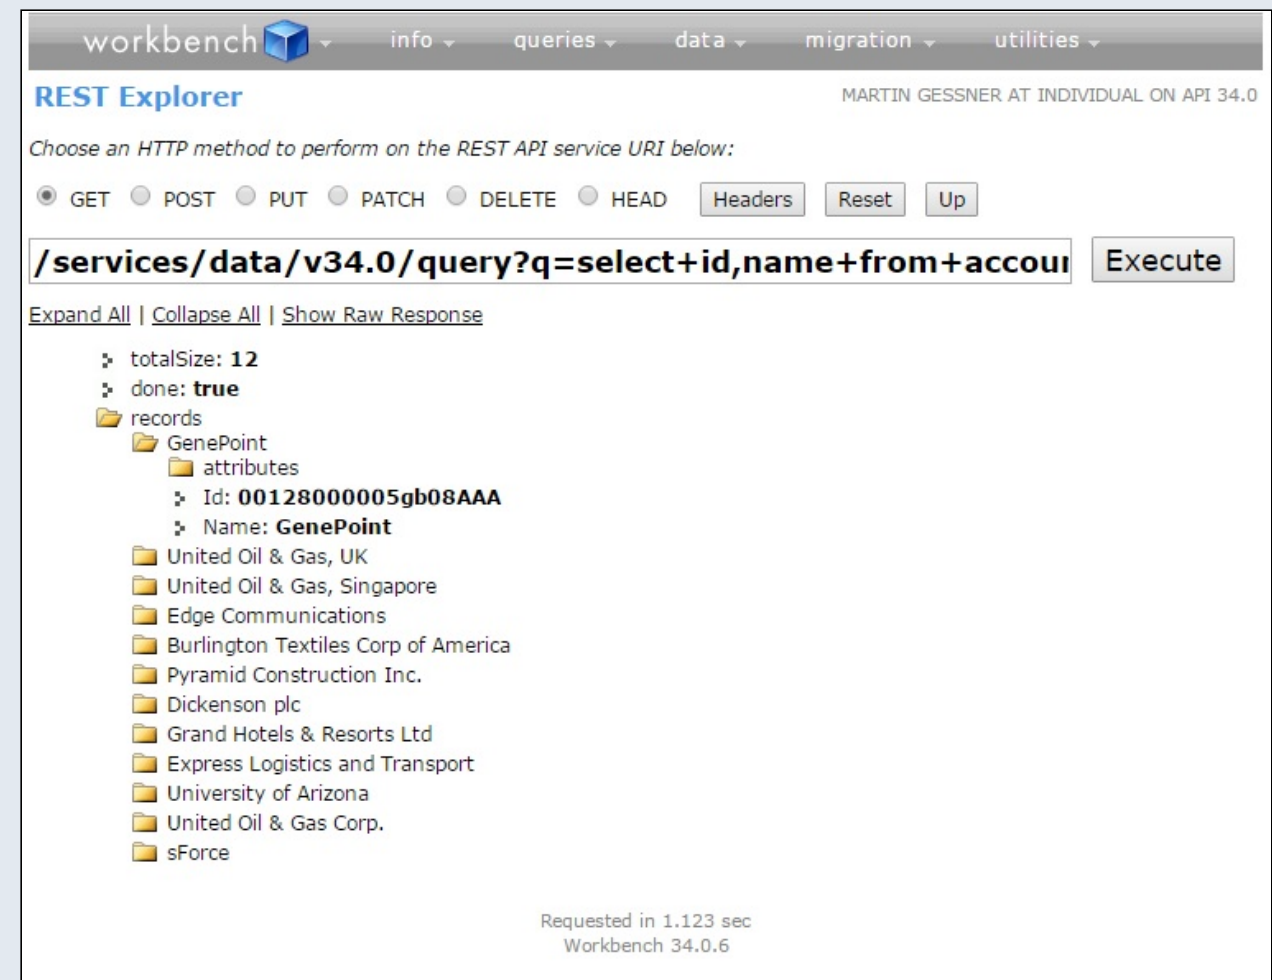 workbench info queries data migration utilities
REST Explorer MARTIN GESSNER AT INDIVIDUAL ON API 34.0
Choose an HTTP method to perform on the REST API service URI below:
GET POST PUT PATCH DELETE HEAD Headers Reset Up
/services/data/v34.0/query?q=select+id,name+from+accou Execute
Expand All | Collapse All | Show Raw Response
totalSize: 12
done: true
records
GenePoint
attributes
Id: 00128000005gb08AAA
Name: GenePoint
United Oil & Gas, UK
United Oil & Gas, Singapore
Edge Communications
Burlington Textiles Corp of America
Pyramid Construction Inc.
Dickenson plc
Grand Hotels & Resorts Ltd
Express Logistics and Transport
University of Arizona
United Oil & Gas Corp.
sForce
Requested in 1.123 sec
Workbench 34.0.6